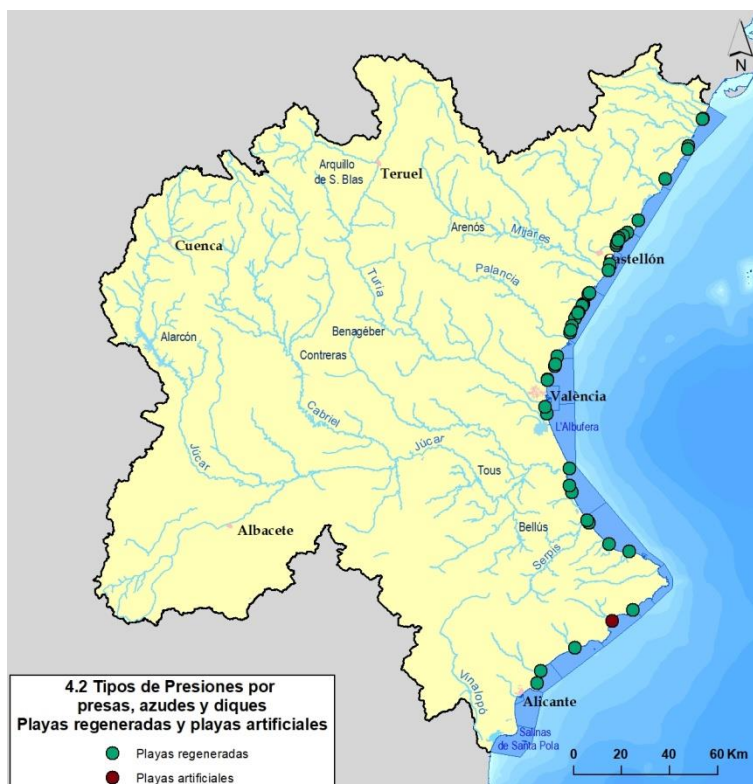 N
Teruel
Arquillo
de S. Blas
Cuenca
Arenós
Mijares
Castellón
Palancia
Turia
Alarcón
Benagéber
Contreras
València
Cabriel
L'Albufera
Júcar
Júcar
Tous
Albacete
Bellús
Serpis
Vinalopó
Alicante
Salinas
de Santa Pola
4.2 Tipos de Presiones por
presas, azudes y diques
Playas regeneradas y playas artificiales
Playas regeneradas
Playas artificiales
0 20 40 60 Km